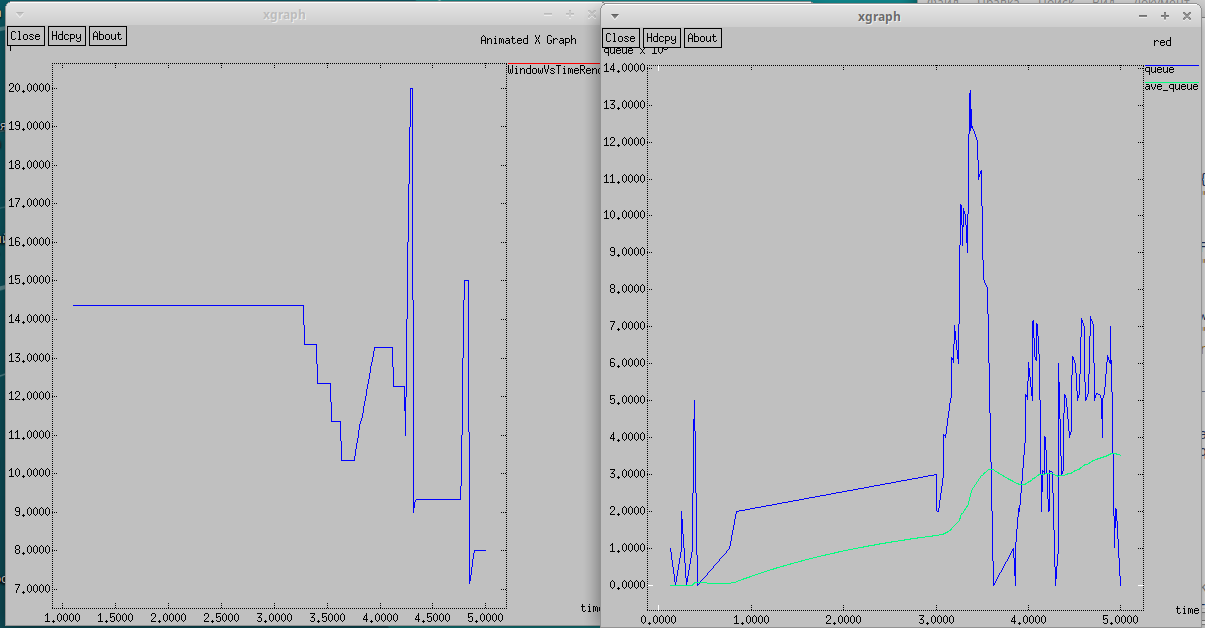 xgraph
Close Hdcpy About
Animated X Graph
WindowVsTimeReno
20.0000
19.0000
18.0000
17.0000
16.0000
15.0000
14.0000
13.0000
12.0000
11.0000
10.0000
9.0000
8.0000
7.0000
time
1.0000 1.5000 2.0000 2.5000 3.0000 3.5000 4.0000 4.5000 5.0000
xgraph
Close Hdcpy About
red
queue x 10
queue
ave_queue
14.0000
13.0000
12.0000
11.0000
10.0000
9.0000
8.0000
7.0000
6.0000
5.0000
4.0000
3.0000
2.0000
1.0000
0.0000
time
0.0000 1.0000 2.0000 3.0000 4.0000 5.0000